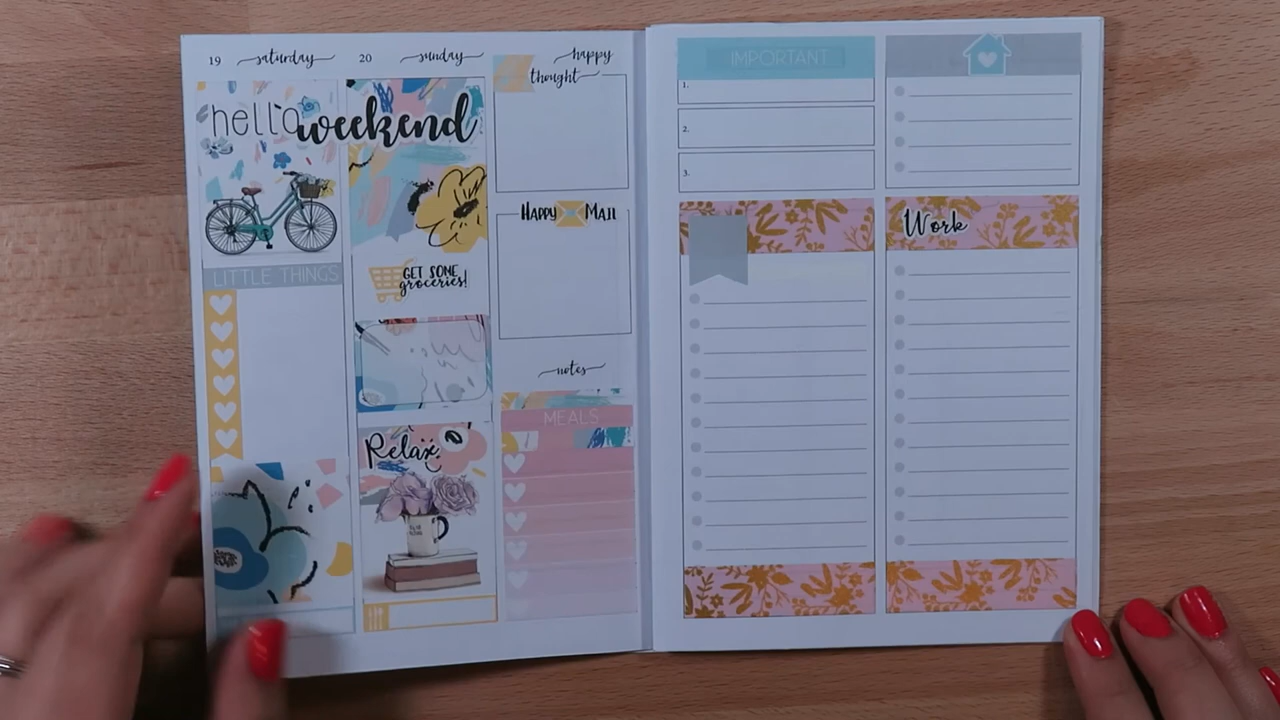 19 saturday
20 sunday
hello weekend
LITTLE THINGS
GET SOME
groceries!
Relax
happy
thought
HAPPY MAIL
notes
MEALS
IMPORTANT
1.
2.
3.
Work